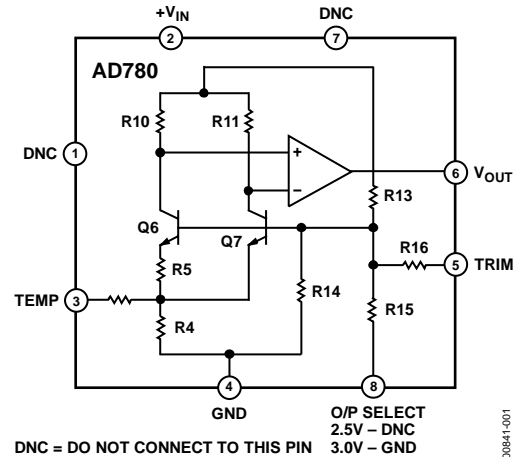 +VIN
DNC
2
7
AD780
R10
R11
DNC 1
+
−
6 VOUT
R13
Q6
Q7
R16
5 TRIM
R5
R14
R15
TEMP 3
R4
4
8
GND
O/P SELECT
2.5V – DNC
3.0V – GND
DNC = DO NOT CONNECT TO THIS PIN
00841-001